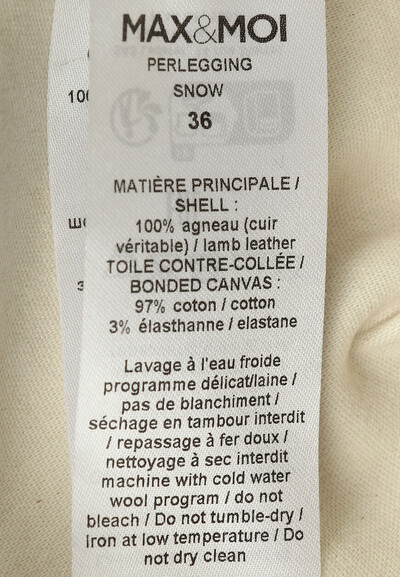 MAX&MOI
PERLEGGING
SNOW
36
100
MATIÈRE PRINCIPALE /
SHELL :
100% agneau (cuir
véritable) / lamb leather
TOILE CONTRE-COLLÉE /
BONDED CANVAS :
97% coton / cotton
3% élasthanne / elastane
Lavage à l'eau froide
programme délicat/laine /
pas de blanchiment /
séchage en tambour interdit
/ repassage à fer doux /
nettoyage à sec interdit
machine with cold water
wool program / do not
bleach / Do not tumble-dry /
Iron at low temperature / Do
not dry clean